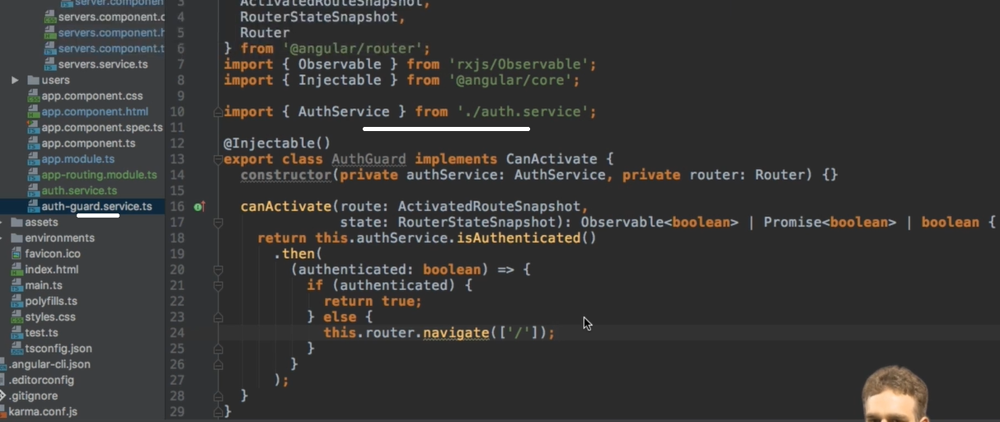 server.component
servers.component.c
servers.component.h
servers.component.t
servers.service.ts
users
app.component.css
app.component.html
app.component.spec.ts
app.component.ts
app.module.ts
app-routing.module.ts
auth.service.ts
auth-guard.service.ts
assets
environments
favicon.ico
index.html
main.ts
polyfills.ts
styles.css
test.ts
tsconfig.json
.angular-cli.json
.editorconfig
.gitignore
karma.conf.js
3 ActivatedRouteSnapshot,
4 RouterStateSnapshot,
5 Router
6 } from '@angular/router';
7 import { Observable } from 'rxjs/Observable';
8 import { Injectable } from '@angular/core';
9
10 import { AuthService } from './auth.service';
11
12 @Injectable()
13 export class AuthGuard implements CanActivate {
14 constructor(private authService: AuthService, private router: Router) {}
15
16 canActivate(route: ActivatedRouteSnapshot,
17 state: RouterStateSnapshot): Observable<boolean> | Promise<boolean> | boolean {
18 return this.authService.isAuthenticated()
19 .then(
20 (authenticated: boolean) => {
21 if (authenticated) {
22 return true;
23 } else {
24 this.router.navigate(['/']);
25 }
26 }
27 );
28 }
29 }